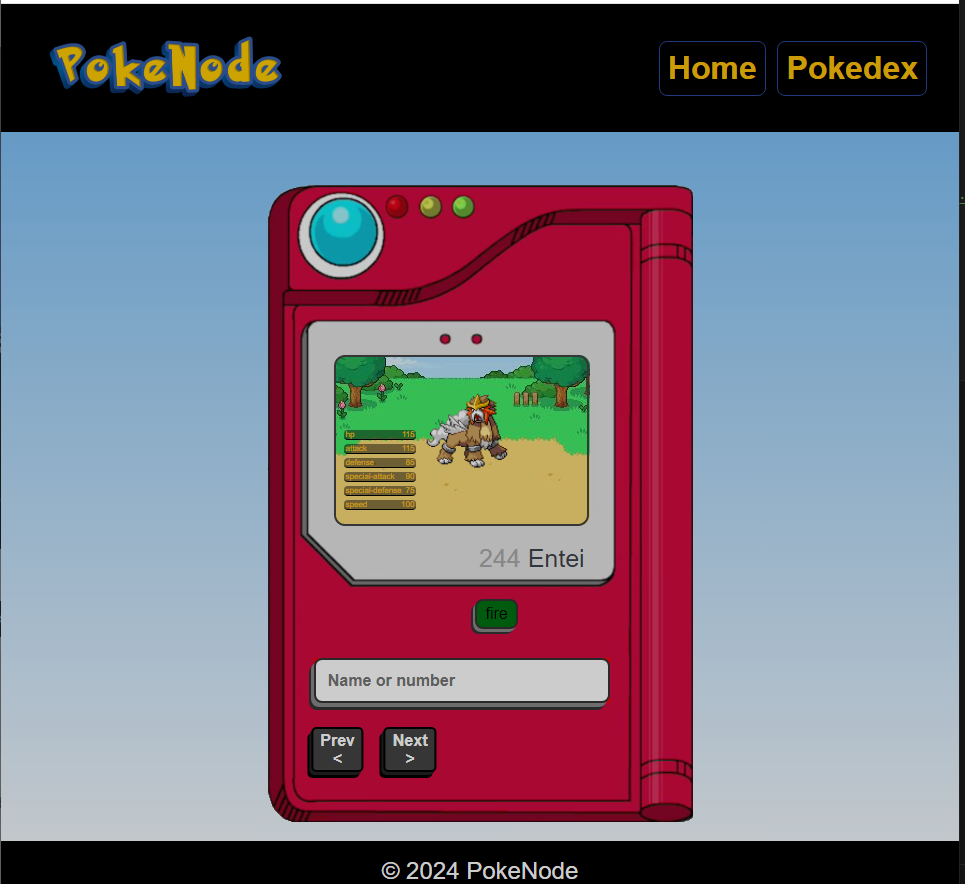 PokeNode
Home Pokedex
hp 115
attack 115
defense 85
special-attack 90
special-defense 75
speed 100
244 Entei
fire
Name or number
Prev Next
< >
© 2024 PokeNode